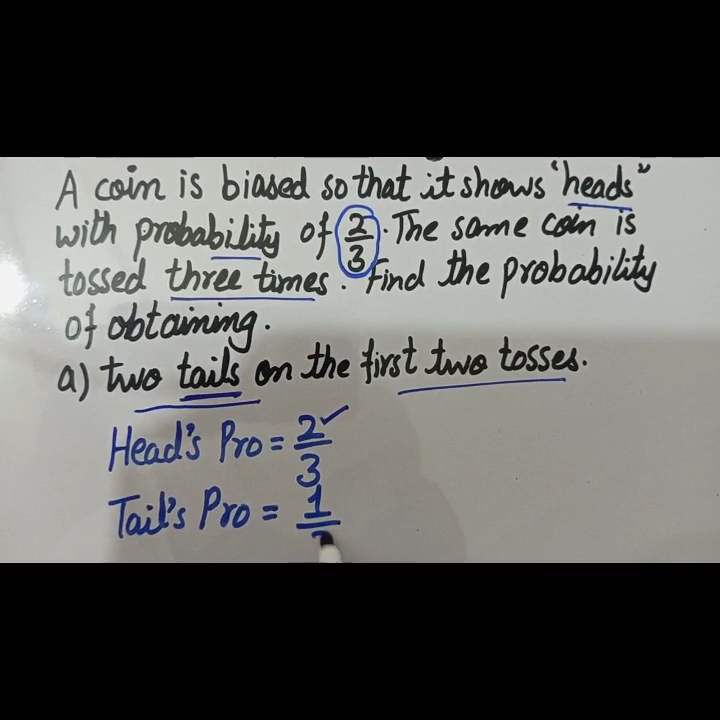 A coin is biased so that it shows "heads"
with probability of 2/3. The same coin is
tossed three times. Find the probability
of obtaining.
a) two tails on the first two tosses.
Head's Pro = 2/3
Tail's Pro = 1/